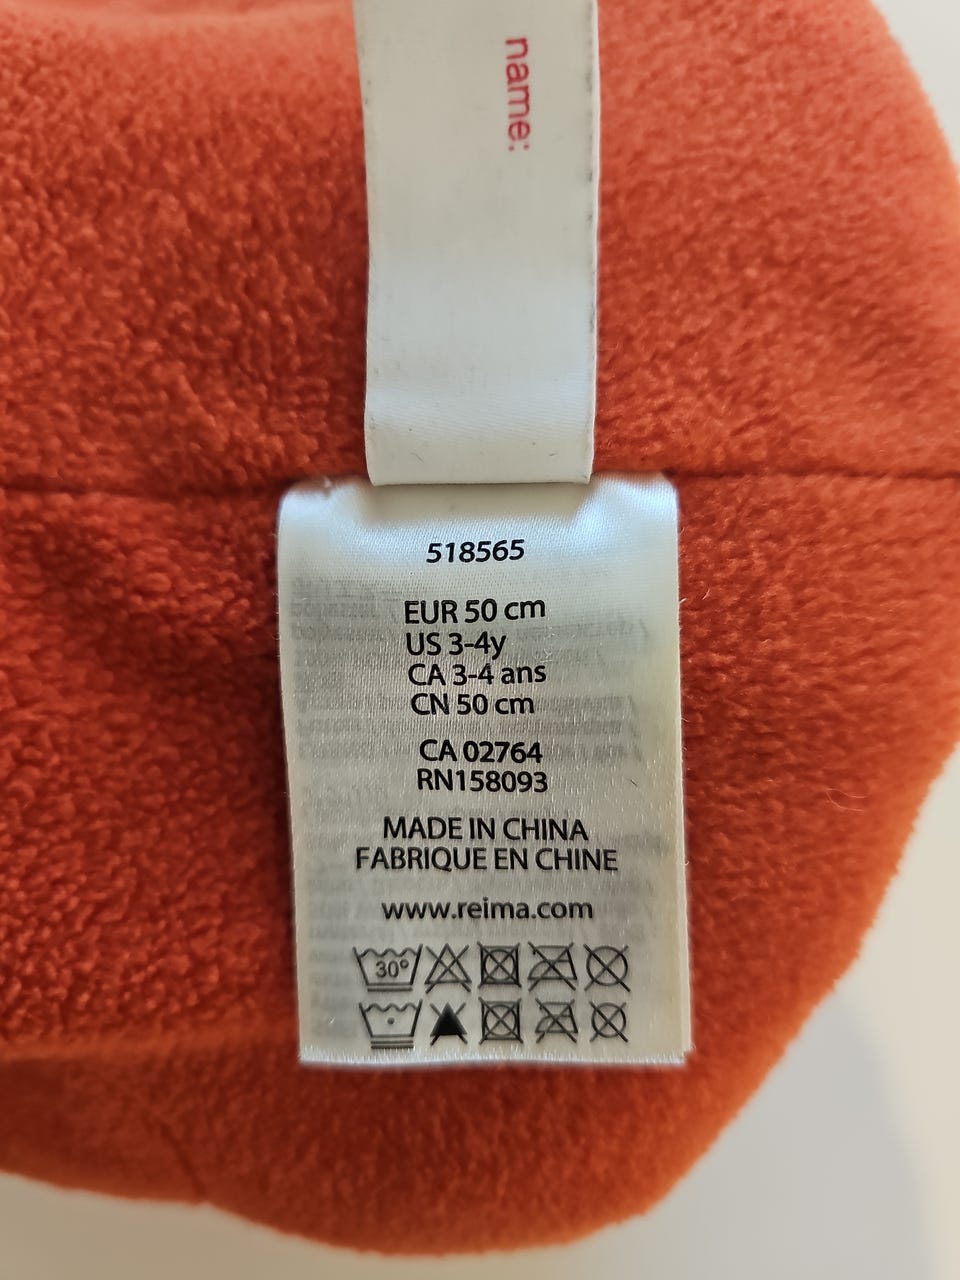 name:
518565
EUR 50 cm
US 3-4y
CA 3-4 ans
CN 50 cm
CA 02764
RN158093
MADE IN CHINA
FABRIQUE EN CHINE
www.reima.com
30°